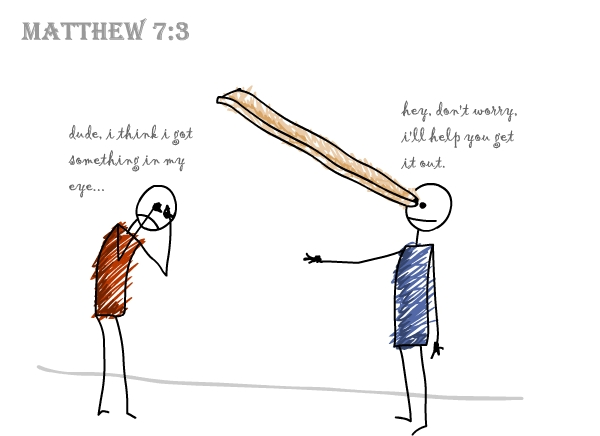 MATTHEW 7:3
dude, i think i got
something in my
eye...
hey, don't worry,
i'll help you get
it out.